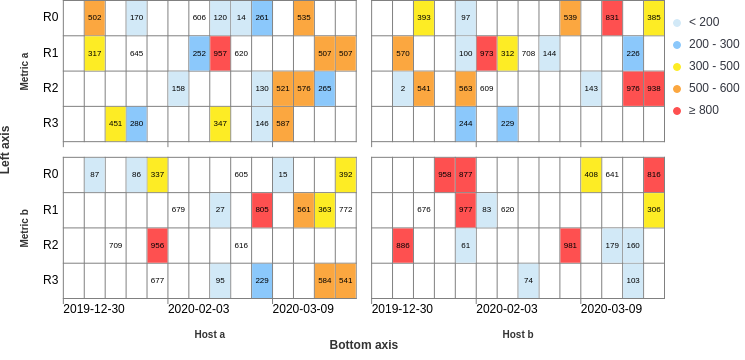 R0 502 170 606 120 14 261 535 393 97 539 831 385 < 200
200 - 300
R1 317 645 252 957 620 507 507 570 100 973 312 708 144 226 300 - 500
Metric a
R2 158 130 521 576 265 2 541 563 609 143 976 938 500 - 600
≥ 800
R3 451 280 347 146 587 244 229
Left axis
R0 87 86 337 605 15 392 958 877 408 641 816
R1 679 27 805 561 363 772 676 977 83 620 306
Metric b
R2 709 956 616 886 61 981 179 160
R3 677 95 229 584 541 74 103
2019-12-30 2020-02-03 2020-03-09 2019-12-30 2020-02-03 2020-03-09
Host a Host b
Bottom axis